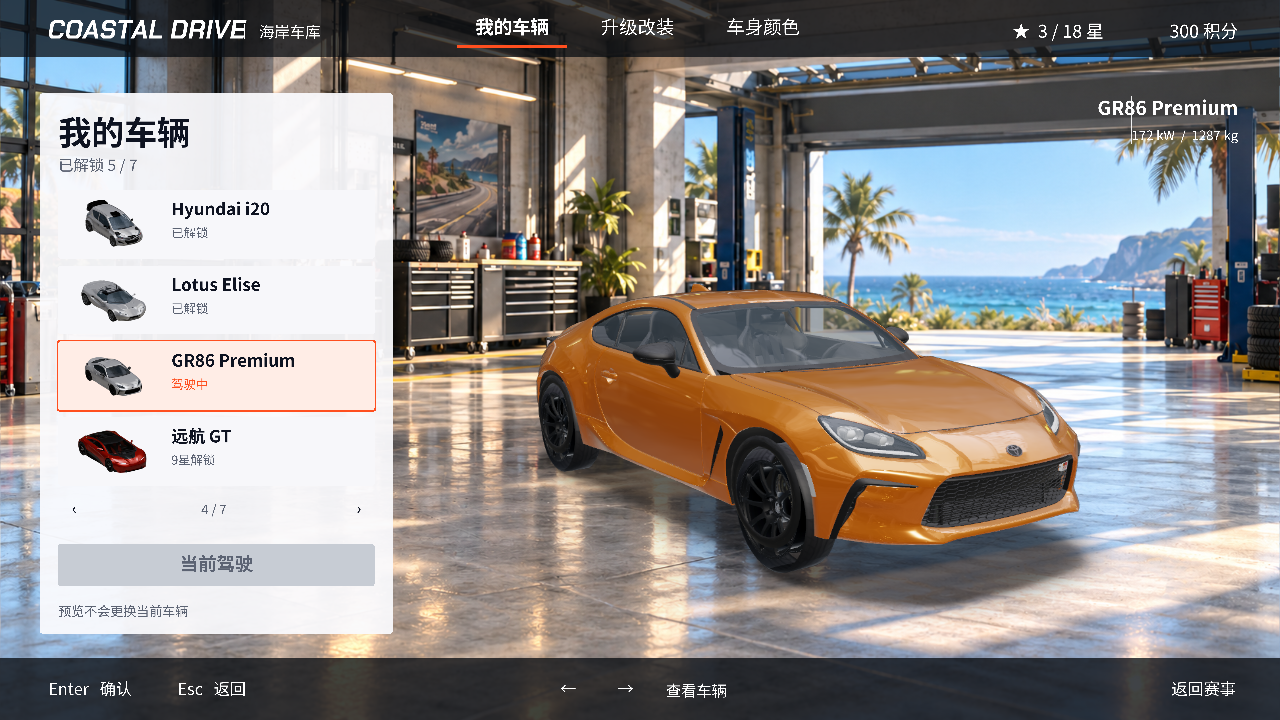 COASTAL DRIVE 海岸车库 我的车辆 升级改装 车身颜色 ★ 3 / 18 星 300 积分
GR86 Premium
172 kW / 1287 kg
我的车辆
已解锁 5 / 7
Hyundai i20
已解锁
Lotus Elise
已解锁
GR86 Premium
驾驶中
远航 GT
9星解锁
‹ 4 / 7 ›
当前驾驶
预览不会更换当前车辆
Enter 确认 Esc 返回 ← → 查看车辆 返回赛事